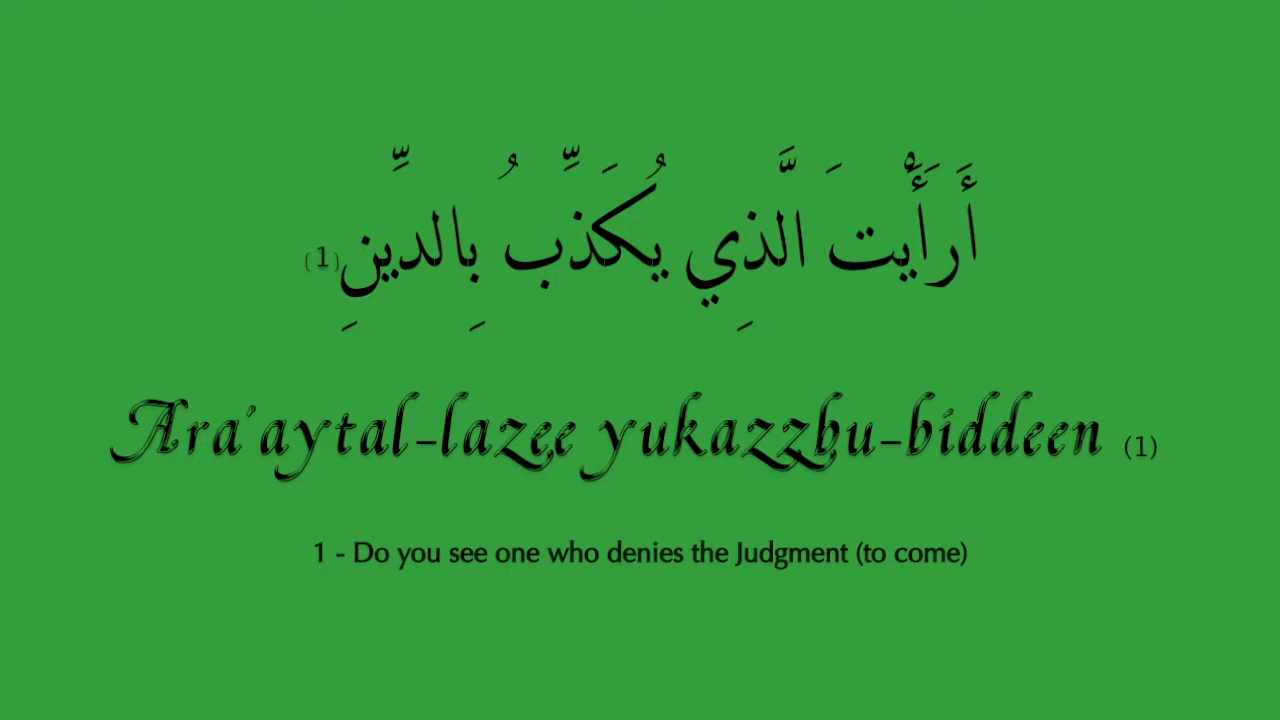 أَرَأَيْتَ الَّذِي يُكَذِّبُ بِالدِّينِ (1)
Ara'aytal-lazee yukazzbu-biddeen (1)
1 - Do you see one who denies the Judgment (to come)